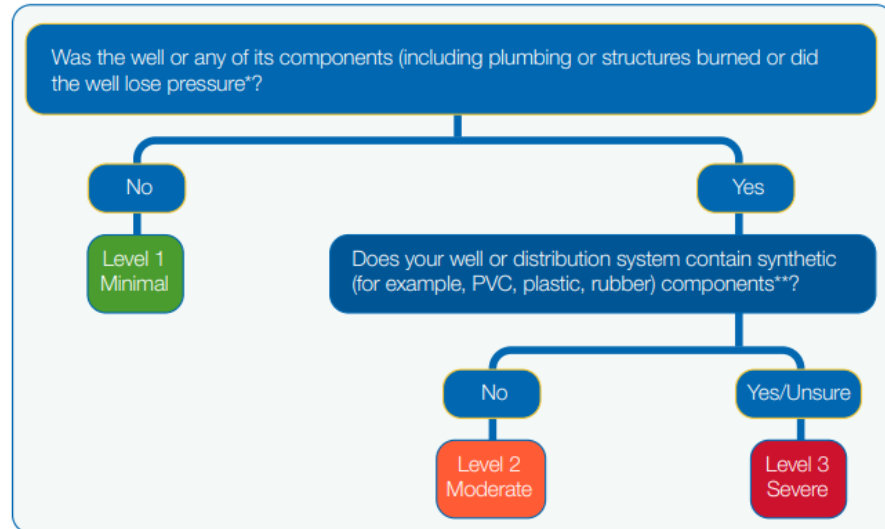 Was the well or any of its components (including plumbing or structures burned or did
the well lose pressure*?
No
Yes
Level 1
Minimal
Does your well or distribution system contain synthetic
(for example, PVC, plastic, rubber) components**?
No
Yes/Unsure
Level 2
Moderate
Level 3
Severe